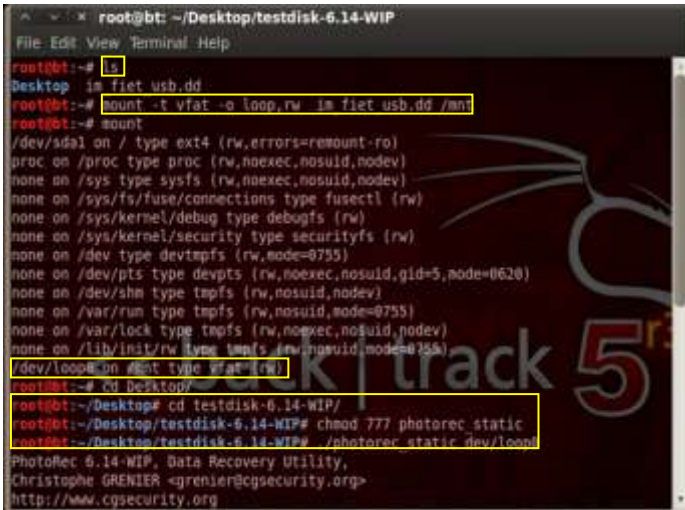 root@bt: ~/Desktop/testdisk-6.14-WIP
File Edit View Terminal Help
root@bt:~# ls
Desktop im fiet usb.dd
root@bt:~# mount -t vfat -o loop,rw im fiet usb.dd /mnt
root@bt:~# mount
/dev/sda1 on / type ext4 (rw,errors=remount-ro)
proc on /proc type proc (rw,noexec,nosuid,nodev)
none on /sys type sysfs (rw,noexec,nosuid,nodev)
none on /sys/fs/fuse/connections type fusectl (rw)
none on /sys/kernel/debug type debugfs (rw)
none on /sys/kernel/security type securityfs (rw)
none on /dev type devtmpfs (rw,mode=0755)
none on /dev/pts type devpts (rw,noexec,nosuid,gid=5,mode=0620)
none on /dev/shm type tmpfs (rw,nosuid,nodev)
none on /var/run type tmpfs (rw,nosuid,mode=0755)
none on /var/lock type tmpfs (rw,noexec,nosuid,nodev)
none on /lib/init/rw type tmpfs (rw,nosuid,mode=0755)
/dev/loop0 on /mnt type vfat (rw)
root@bt:~# cd Desktop/
root@bt:~/Desktop# cd testdisk-6.14-WIP/
root@bt:~/Desktop/testdisk-6.14-WIP# chmod 777 photorec_static
root@bt:~/Desktop/testdisk-6.14-WIP# ./photorec_static dev/loop0
PhotoRec 6.14-WIP, Data Recovery Utility,
Christophe GRENIER <grenier@cgsecurity.org>
http://www.cgsecurity.org
back | track 5 r3